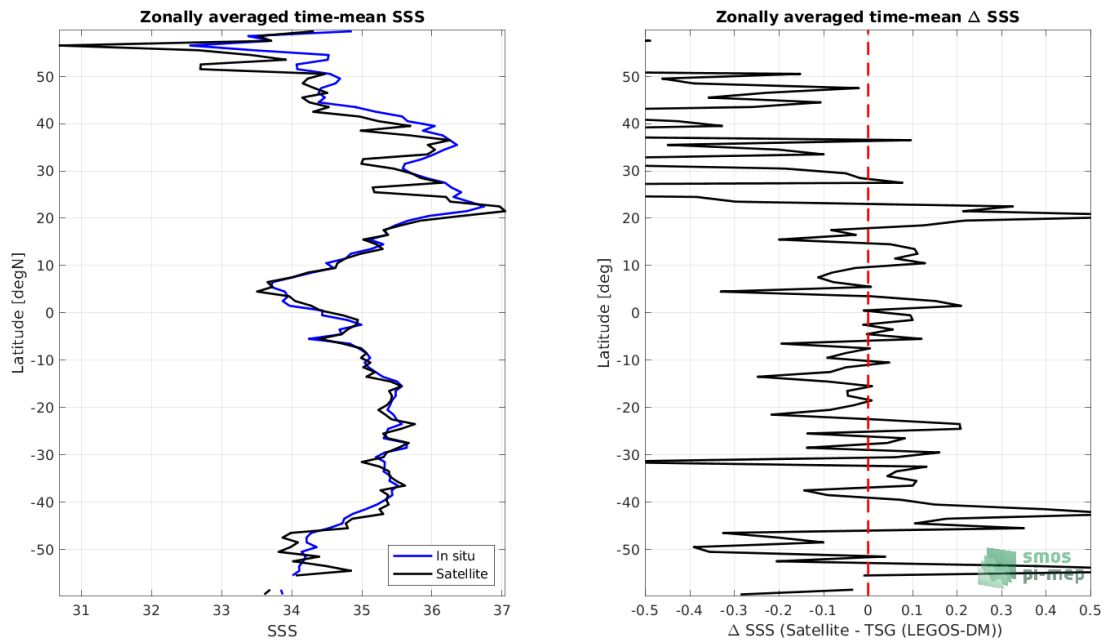 Zonally averaged time-mean SSS
50
40
30
20
10
0
-10
-20
-30
-40
-50
Latitude [degN]
31 32 33 34 35 36 37
SSS
In situ
Satellite
Zonally averaged time-mean Δ SSS
50
40
30
20
10
0
-10
-20
-30
-40
-50
Latitude [deg]
-0.5 -0.4 -0.3 -0.2 -0.1 0 0.1 0.2 0.3 0.4 0.5
Δ SSS (Satellite - TSG (LEGOS-DM))
smos
pi-mep